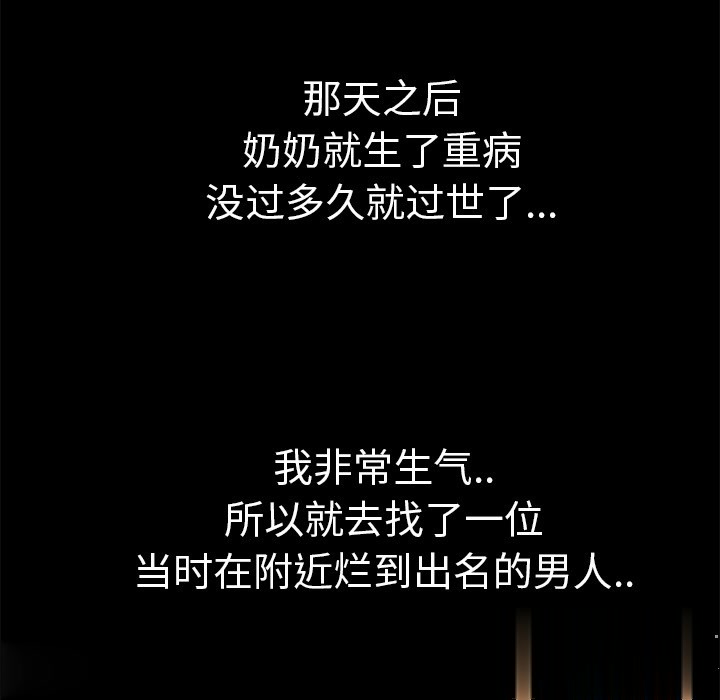 那天之后
奶奶就生了重病
没过多久就过世了...
我非常生气..
所以就去找了一位
当时在附近烂到出名的男人..